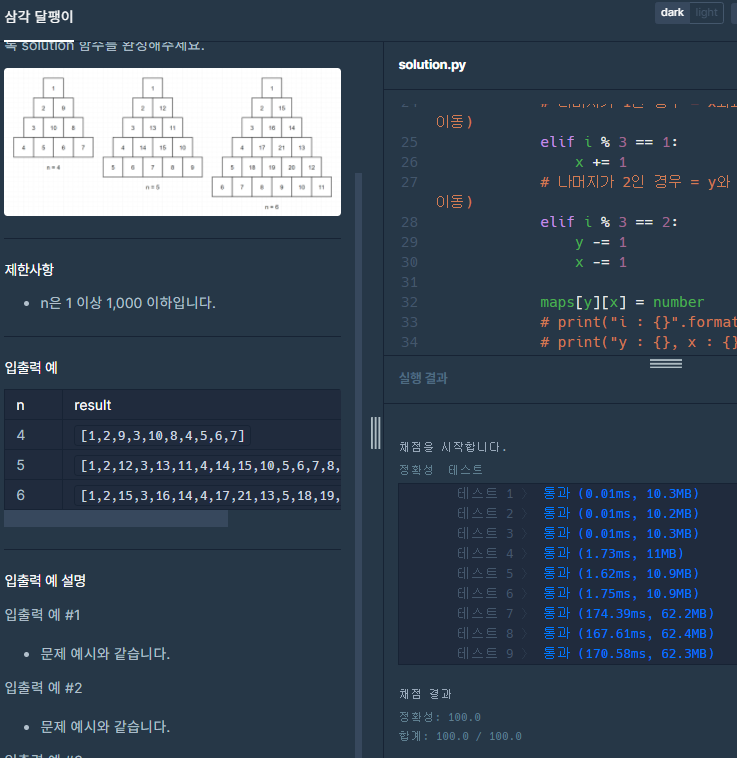 삼각 달팽이
dark light
록 solution 함수를 완성해주세요.
1
2 9
3 10 8
4 5 6 7
n = 4
1
2 12
3 13 11
4 14 15 10
5 6 7 8 9
n = 5
1
2 15
3 16 14
4 17 21 13
5 18 19 20 12
6 7 8 9 10 11
n = 6
제한사항
n은 1 이상 1,000 이하입니다.
입출력 예
n result
4 [1,2,9,3,10,8,4,5,6,7]
5 [1,2,12,3,13,11,4,14,15,10,5,6,7,8,
6 [1,2,15,3,16,14,4,17,21,13,5,18,19,
입출력 예 설명
입출력 예 #1
문제 예시와 같습니다.
입출력 예 #2
문제 예시와 같습니다.
solution.py
이동)
25 elif i % 3 == 1:
26 x += 1
27 # 나머지가 2인 경우 = y와
이동)
28 elif i % 3 == 2:
29 y -= 1
30 x -= 1
31
32 maps[y][x] = number
33 # print("i : {}".format
34 # print("y : {}, x : {}
실행 결과
채점을 시작합니다.
정확성 테스트
테스트 1 〉 통과 (0.01ms, 10.3MB)
테스트 2 〉 통과 (0.01ms, 10.2MB)
테스트 3 〉 통과 (0.01ms, 10.3MB)
테스트 4 〉 통과 (1.73ms, 11MB)
테스트 5 〉 통과 (1.62ms, 10.9MB)
테스트 6 〉 통과 (1.75ms, 10.9MB)
테스트 7 〉 통과 (174.39ms, 62.2MB)
테스트 8 〉 통과 (167.61ms, 62.4MB)
테스트 9 〉 통과 (170.58ms, 62.3MB)
채점 결과
정확성: 100.0
합계: 100.0 / 100.0